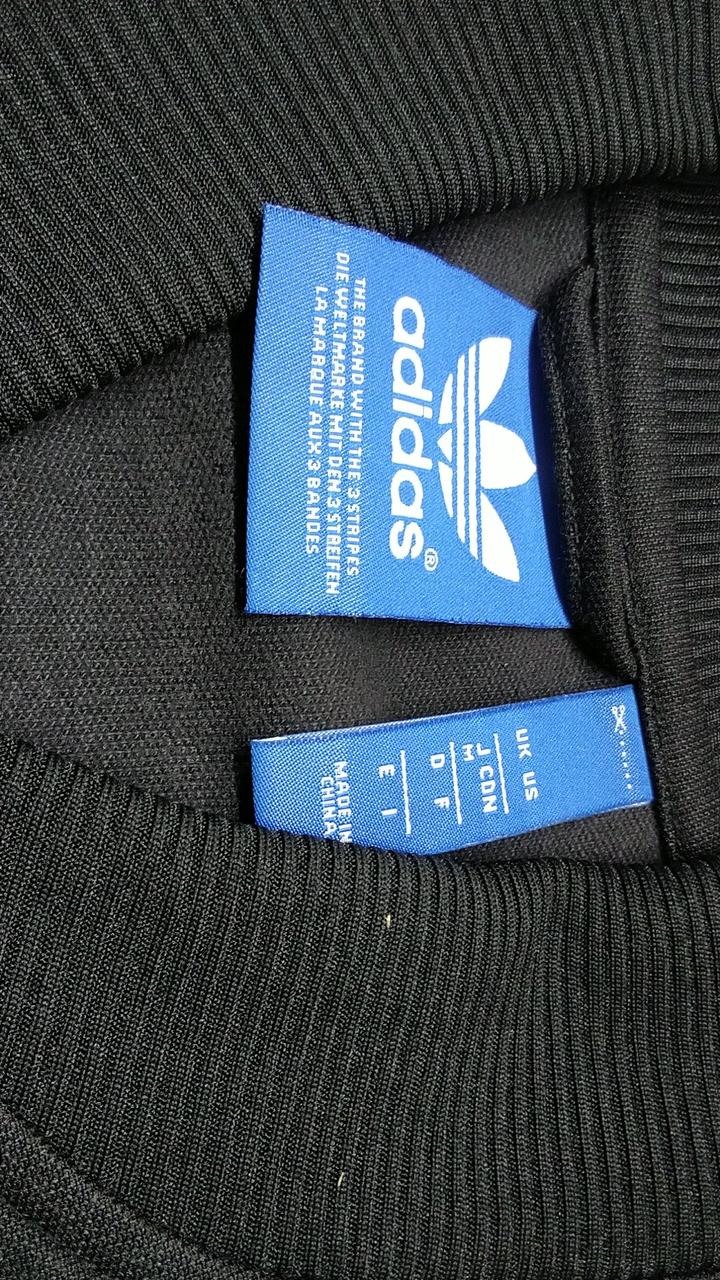 adidas®
THE BRAND WITH THE 3 STRIPES
DIE WELTMARKE MIT DEN 3 STREIFEN
LA MARQUE AUX 3 BANDES
UK US
J CDN
M
D F
E I
MADE IN
CHINA